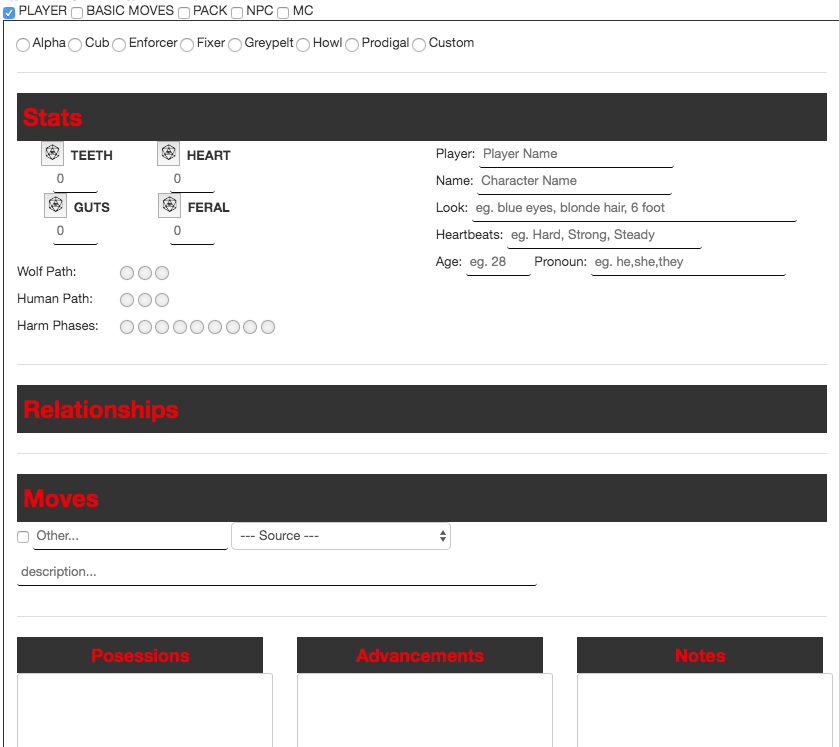 PLAYER BASIC MOVES PACK NPC MC
Alpha Cub Enforcer Fixer Greypelt Howl Prodigal Custom
Stats
TEETH HEART
0 0
GUTS FERAL
0 0
Wolf Path:
Human Path:
Harm Phases:
Player: Player Name
Name: Character Name
Look: eg. blue eyes, blonde hair, 6 foot
Heartbeats: eg. Hard, Strong, Steady
Age: eg. 28 Pronoun: eg. he,she,they
Relationships
Moves
Other... --- Source ---
description...
Posessions Advancements Notes